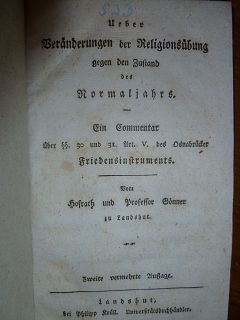 Ueber
Veränderungen der Religionsübung
gegen den Zustand
des
Normaljahrs.
Ein Commentar
über §§. 30 und 31. Art. V. des Osnabrücker
Friedensinstruments.
Vom
Hofrath und Professor Gönner
zu Landshut.
Zweite vermehrte Auflage.
Landshut,
bei Philipp Krüll, Universitätsbuchhändler.